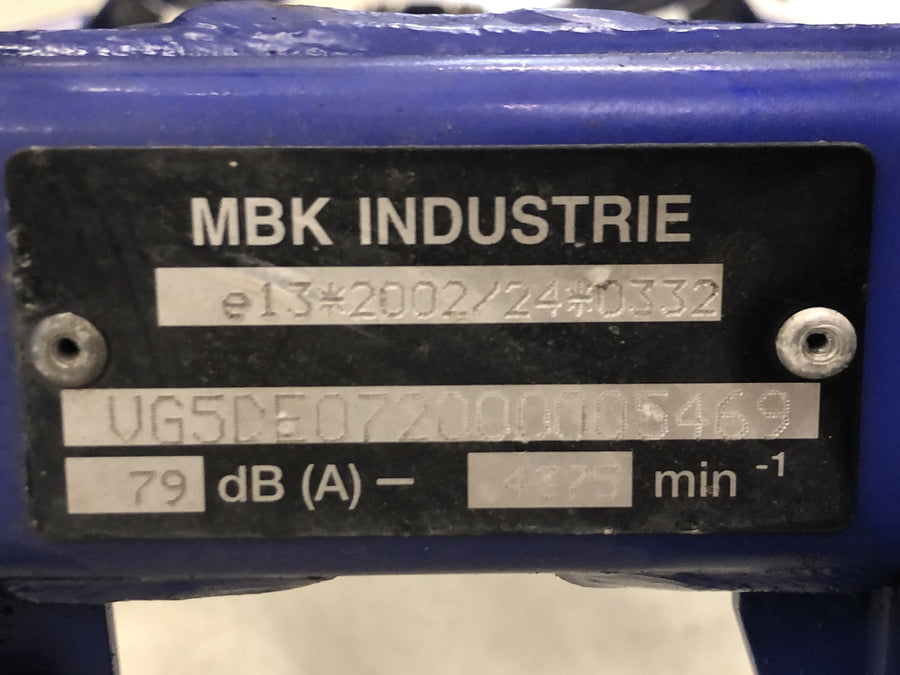 MBK INDUSTRIE
e13*2002/24*0332
VG5DE072000005469
79 dB (A) – 4375 min -1